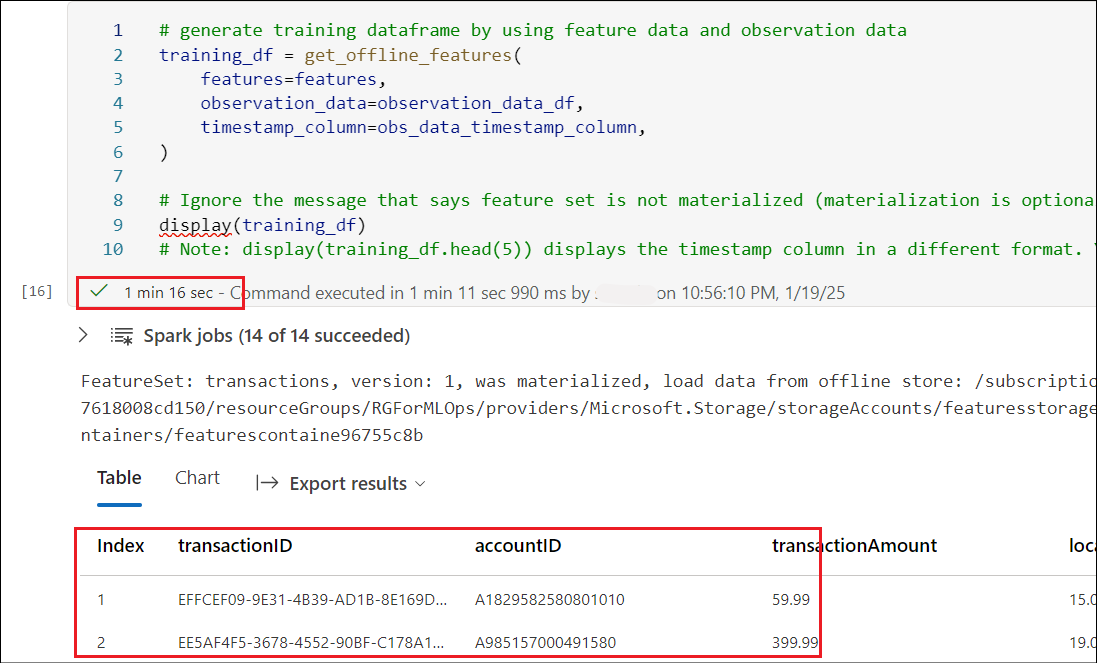 1 # generate training dataframe by using feature data and observation data
2 training_df = get_offline_features(
3 features=features,
4 observation_data=observation_data_df,
5 timestamp_column=obs_data_timestamp_column,
6 )
7
8 # Ignore the message that says feature set is not materialized (materialization is optiona
9 display(training_df)
10 # Note: display(training_df.head(5)) displays the timestamp column in a different format.
[16] 1 min 16 sec - Command executed in 1 min 11 sec 990 ms by on 10:56:10 PM, 1/19/25
Spark jobs (14 of 14 succeeded)
FeatureSet: transactions, version: 1, was materialized, load data from offline store: /subscriptio
7618008cd150/resourceGroups/RGForMLOps/providers/Microsoft.Storage/storageAccounts/featuresstorage
ntainers/featurescontaine96755c8b
Table Chart Export results
Index transactionID accountID transactionAmount loca
1 EFFCEF09-9E31-4B39-AD1B-8E169D... A1829582580801010 59.99 15.0
2 EE5AF4F5-3678-4552-90BF-C178A1... A985157000491580 399.99 19.0